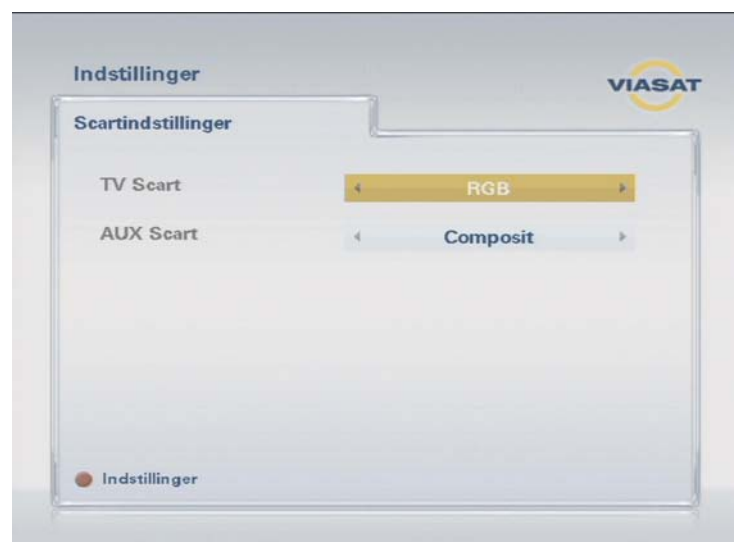 Indstillinger
VIASAT
Scartindstillinger
TV Scart RGB
AUX Scart Composit
Indstillinger